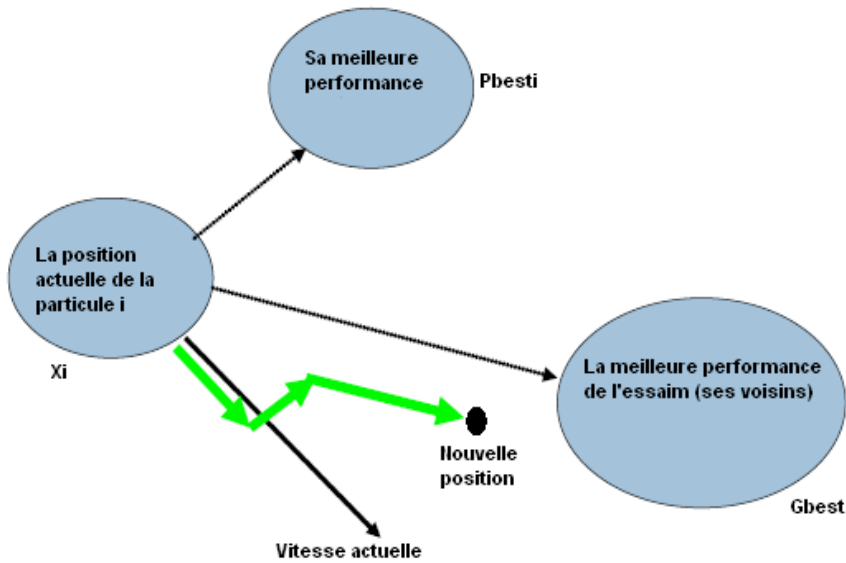 Sa meilleure
performance
Pbesti
La position
actuelle de la
particule i
Xi
La meilleure performance
de l'essaim (ses voisins)
Nouvelle
position
Gbest
Vitesse actuelle